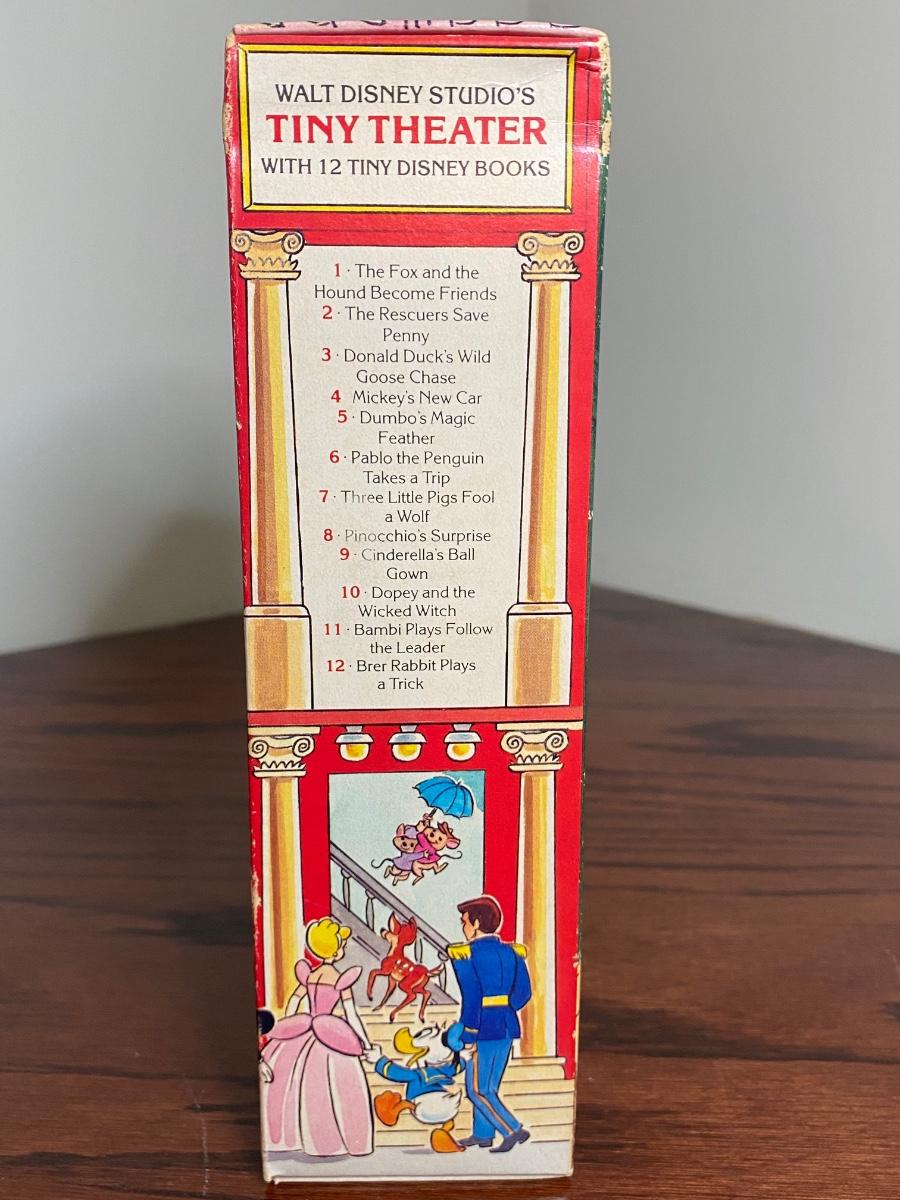 WALT DISNEY STUDIO'S
TINY THEATER
WITH 12 TINY DISNEY BOOKS
1 · The Fox and the
Hound Become Friends
2 · The Rescuers Save
Penny
3 · Donald Duck's Wild
Goose Chase
4 Mickey's New Car
5 · Dumbo's Magic
Feather
6 · Pablo the Penguin
Takes a Trip
7 · Three Little Pigs Fool
a Wolf
8 · Pinocchio's Surprise
9 · Cinderella's Ball
Gown
10 · Dopey and the
Wicked Witch
11 · Bambi Plays Follow
the Leader
12 · Brer Rabbit Plays
a Trick